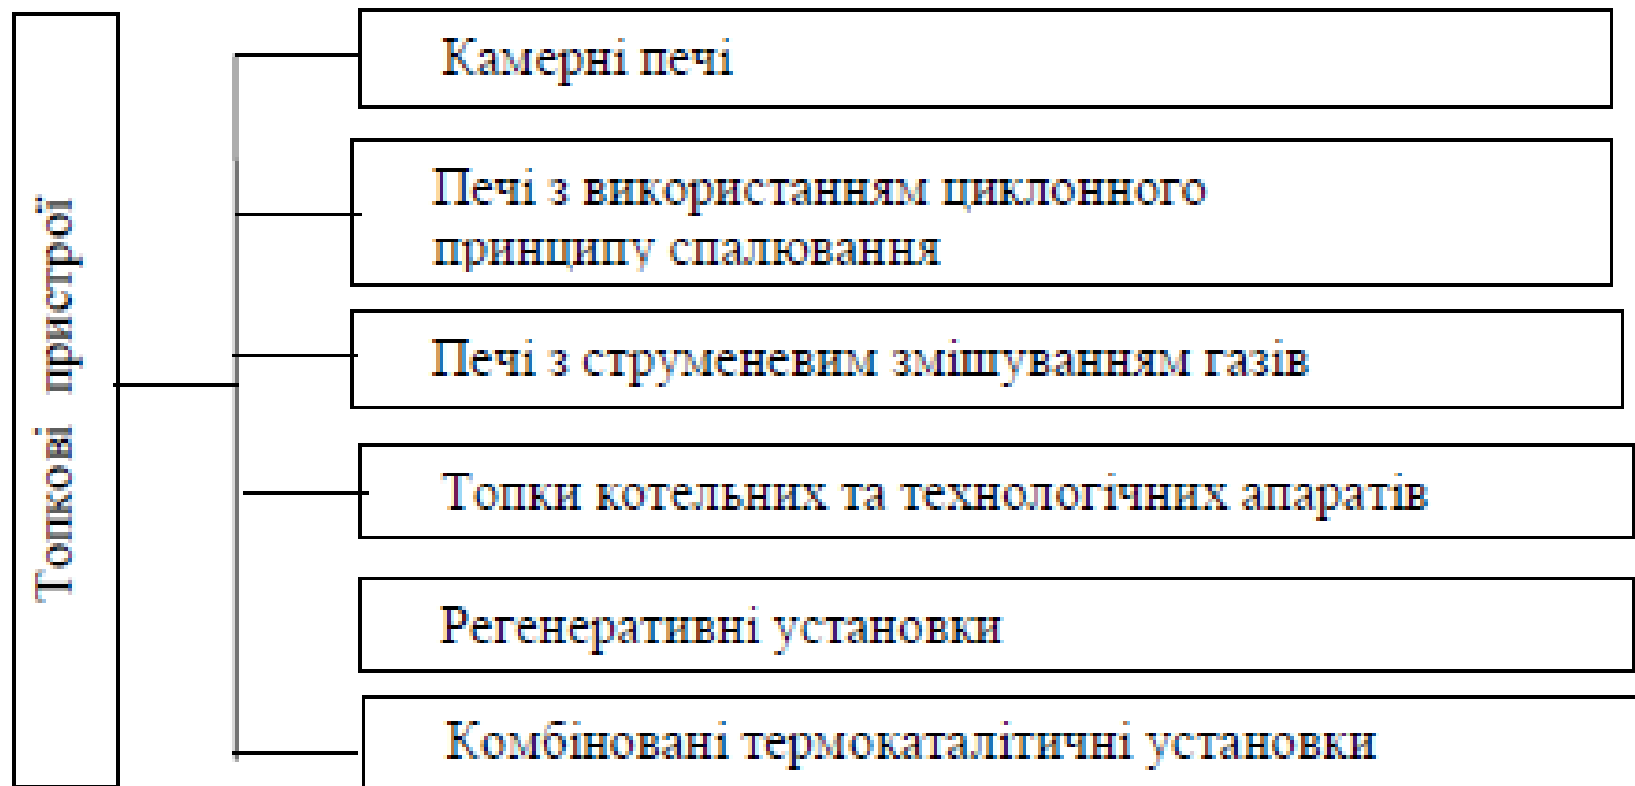 Топкові пристрої
Камерні печі
Печі з використанням циклонного
принципу спалювання
Печі з струменевим змішуванням газів
Топки котельних та технологічних апаратів
Регенеративні установки
Комбіновані термокаталітичні установки